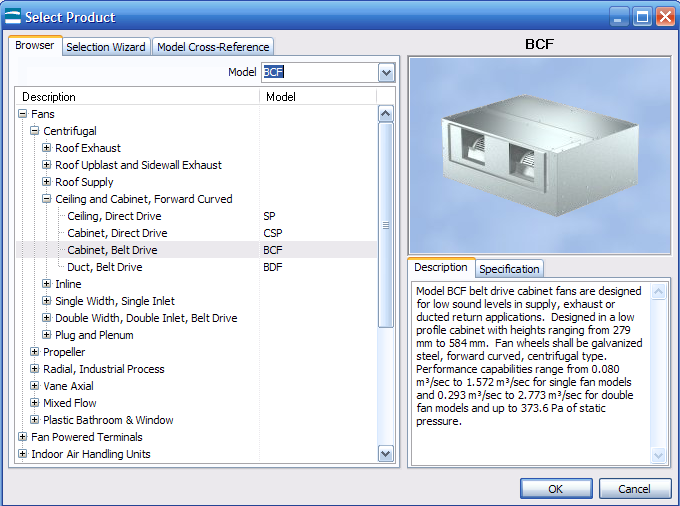 Select Product
Browser
Selection Wizard
Model Cross-Reference
BCF
Model BCF
Description Model
Fans
Centrifugal
Roof Exhaust
Roof Upblast and Sidewall Exhaust
Roof Supply
Ceiling and Cabinet, Forward Curved
Ceiling, Direct Drive SP
Cabinet, Direct Drive CSP
Cabinet, Belt Drive BCF
Duct, Belt Drive BDF
Inline
Single Width, Single Inlet
Double Width, Double Inlet, Belt Drive
Plug and Plenum
Propeller
Radial, Industrial Process
Vane Axial
Mixed Flow
Plastic Bathroom & Window
Fan Powered Terminals
Indoor Air Handling Units
Description
Specification
Model BCF belt drive cabinet fans are designed
for low sound levels in supply, exhaust or
ducted return applications.  Designed in a low
profile cabinet with heights ranging from 279
mm to 584 mm.  Fan wheels shall be galvanized
steel, forward curved, centrifugal type.
Performance capabilities range from 0.080
m³/sec to 1.572 m³/sec for single fan models
and 0.293 m³/sec to 2.773 m³/sec for double
fan models and up to 373.6 Pa of static
pressure.
OK
Cancel